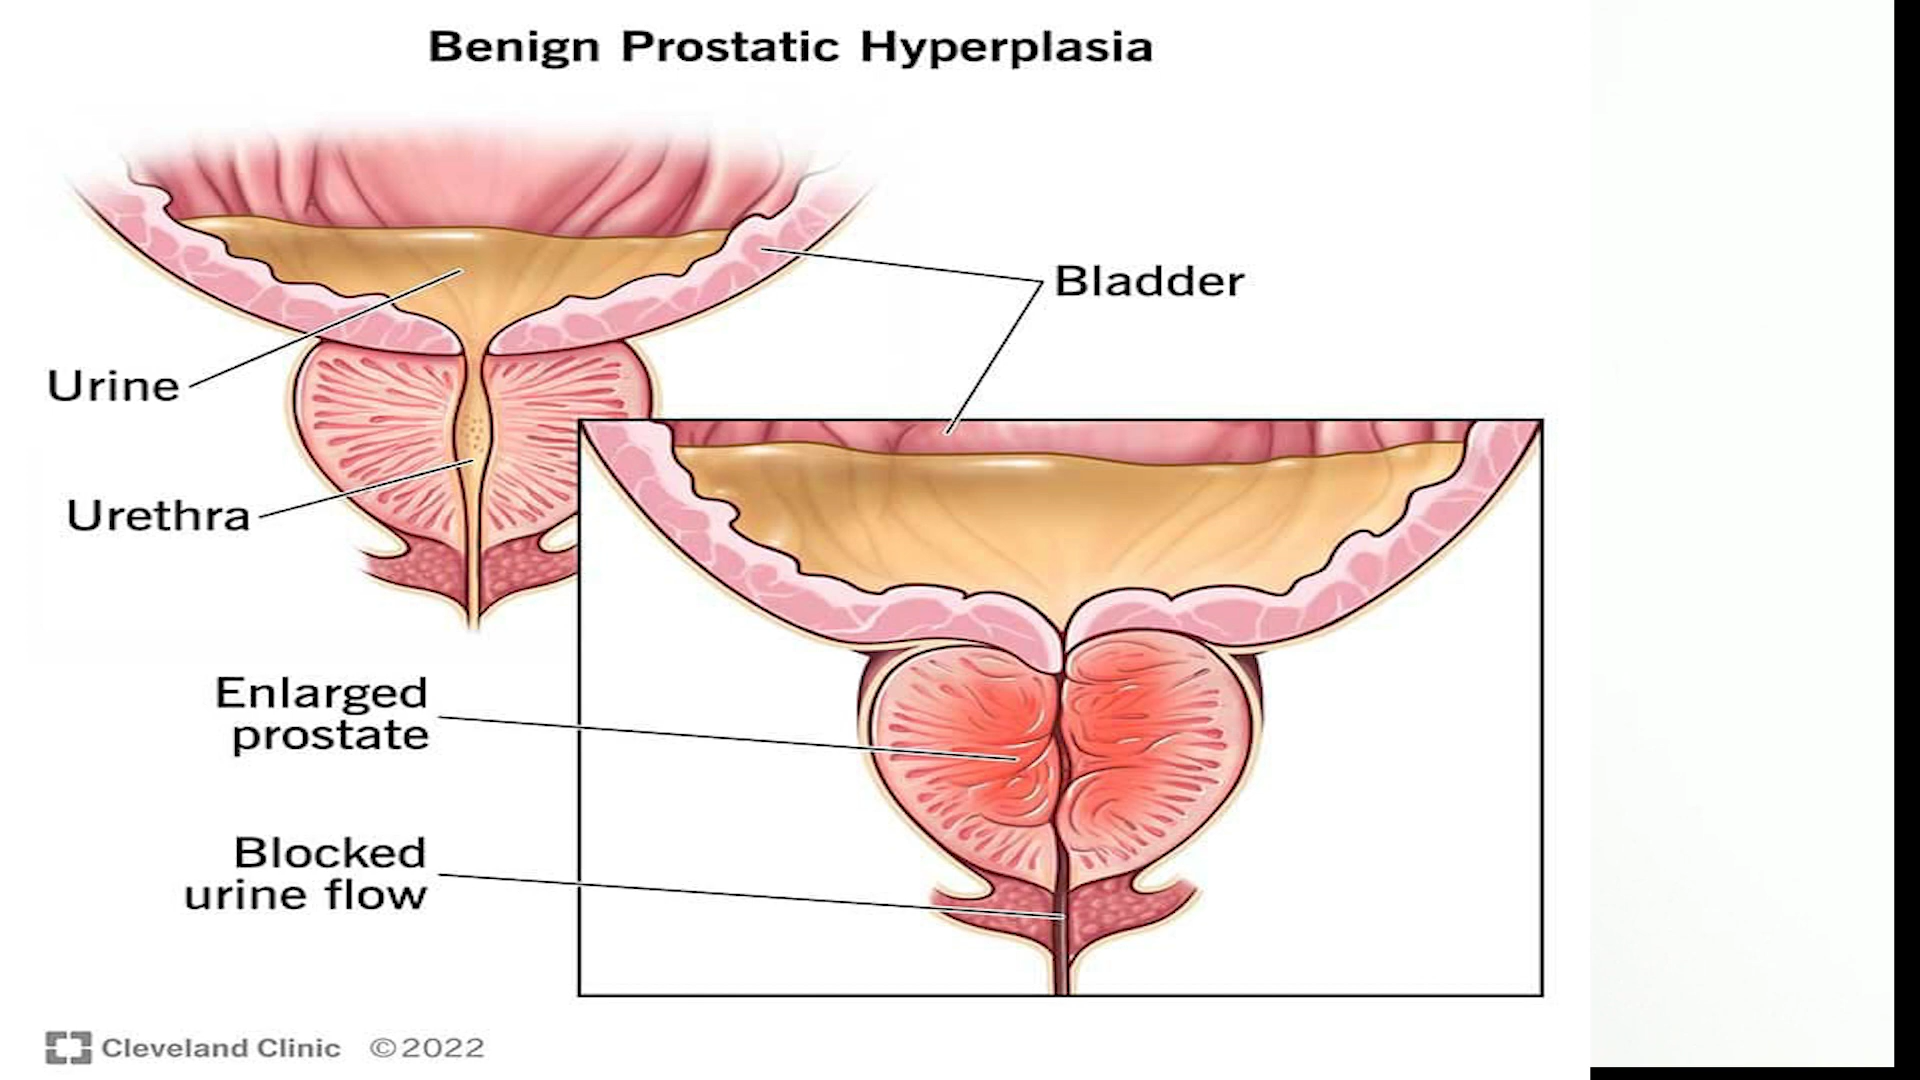 Benign Prostatic Hyperplasia
Bladder
Urine
Urethra
Enlarged
prostate
Blocked
urine flow
Cleveland Clinic ©2022